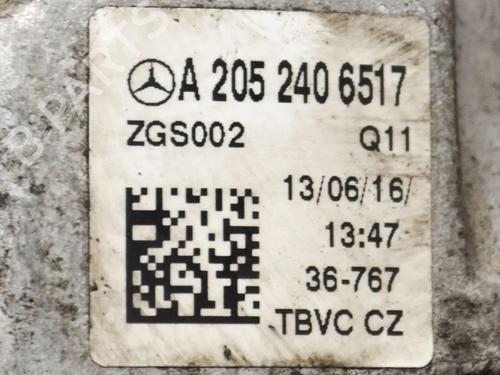 A 205 240 6517
ZGS002 Q11
13/06/16/
13:47
36-767
TBVC CZ